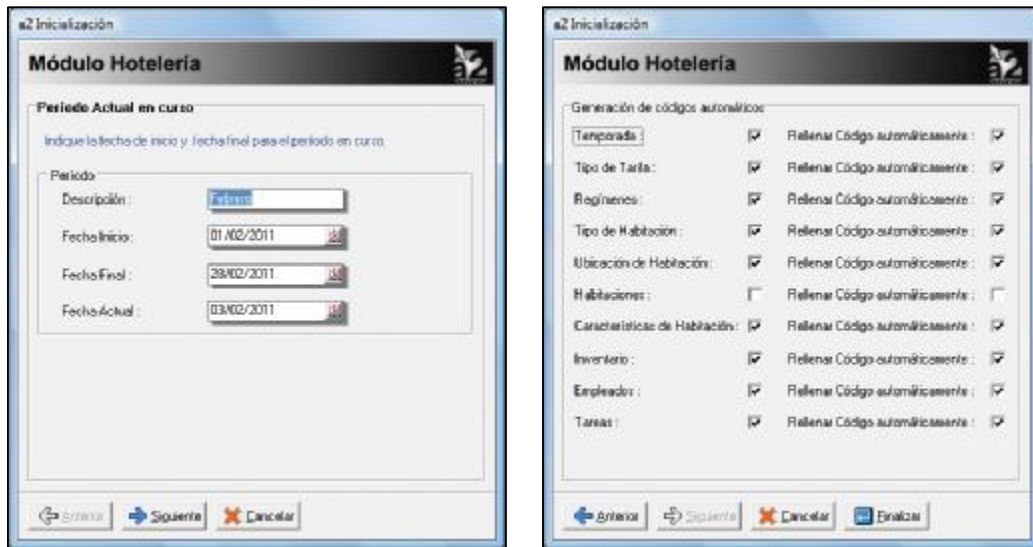 a2 Inicialización
Módulo Hotelería
a2
Periodo Actual en curso
Indique la fecha de inicio y fecha final para el periodo en curso
Periodo
Descripción :
Febrero
Fecha Inicio :
01/02/2011
Fecha Final :
28/02/2011
Fecha Actual :
03/02/2011
Anterior
Siguiente
Cancelar
a2 Inicialización
Módulo Hotelería
a2
Generación de códigos automáticos
Temporada : Rellenar Código automáticamente :
Tipo de Tarifa : Rellenar Código automáticamente :
Regímenes : Rellenar Código automáticamente :
Tipo de Habitación : Rellenar Código automáticamente :
Ubicación de Habitación : Rellenar Código automáticamente :
Habitaciones : Rellenar Código automáticamente :
Características de Habitación : Rellenar Código automáticamente :
Inventario : Rellenar Código automáticamente :
Empleados : Rellenar Código automáticamente :
Tareas : Rellenar Código automáticamente :
Anterior
Siguiente
Cancelar
Finalizar